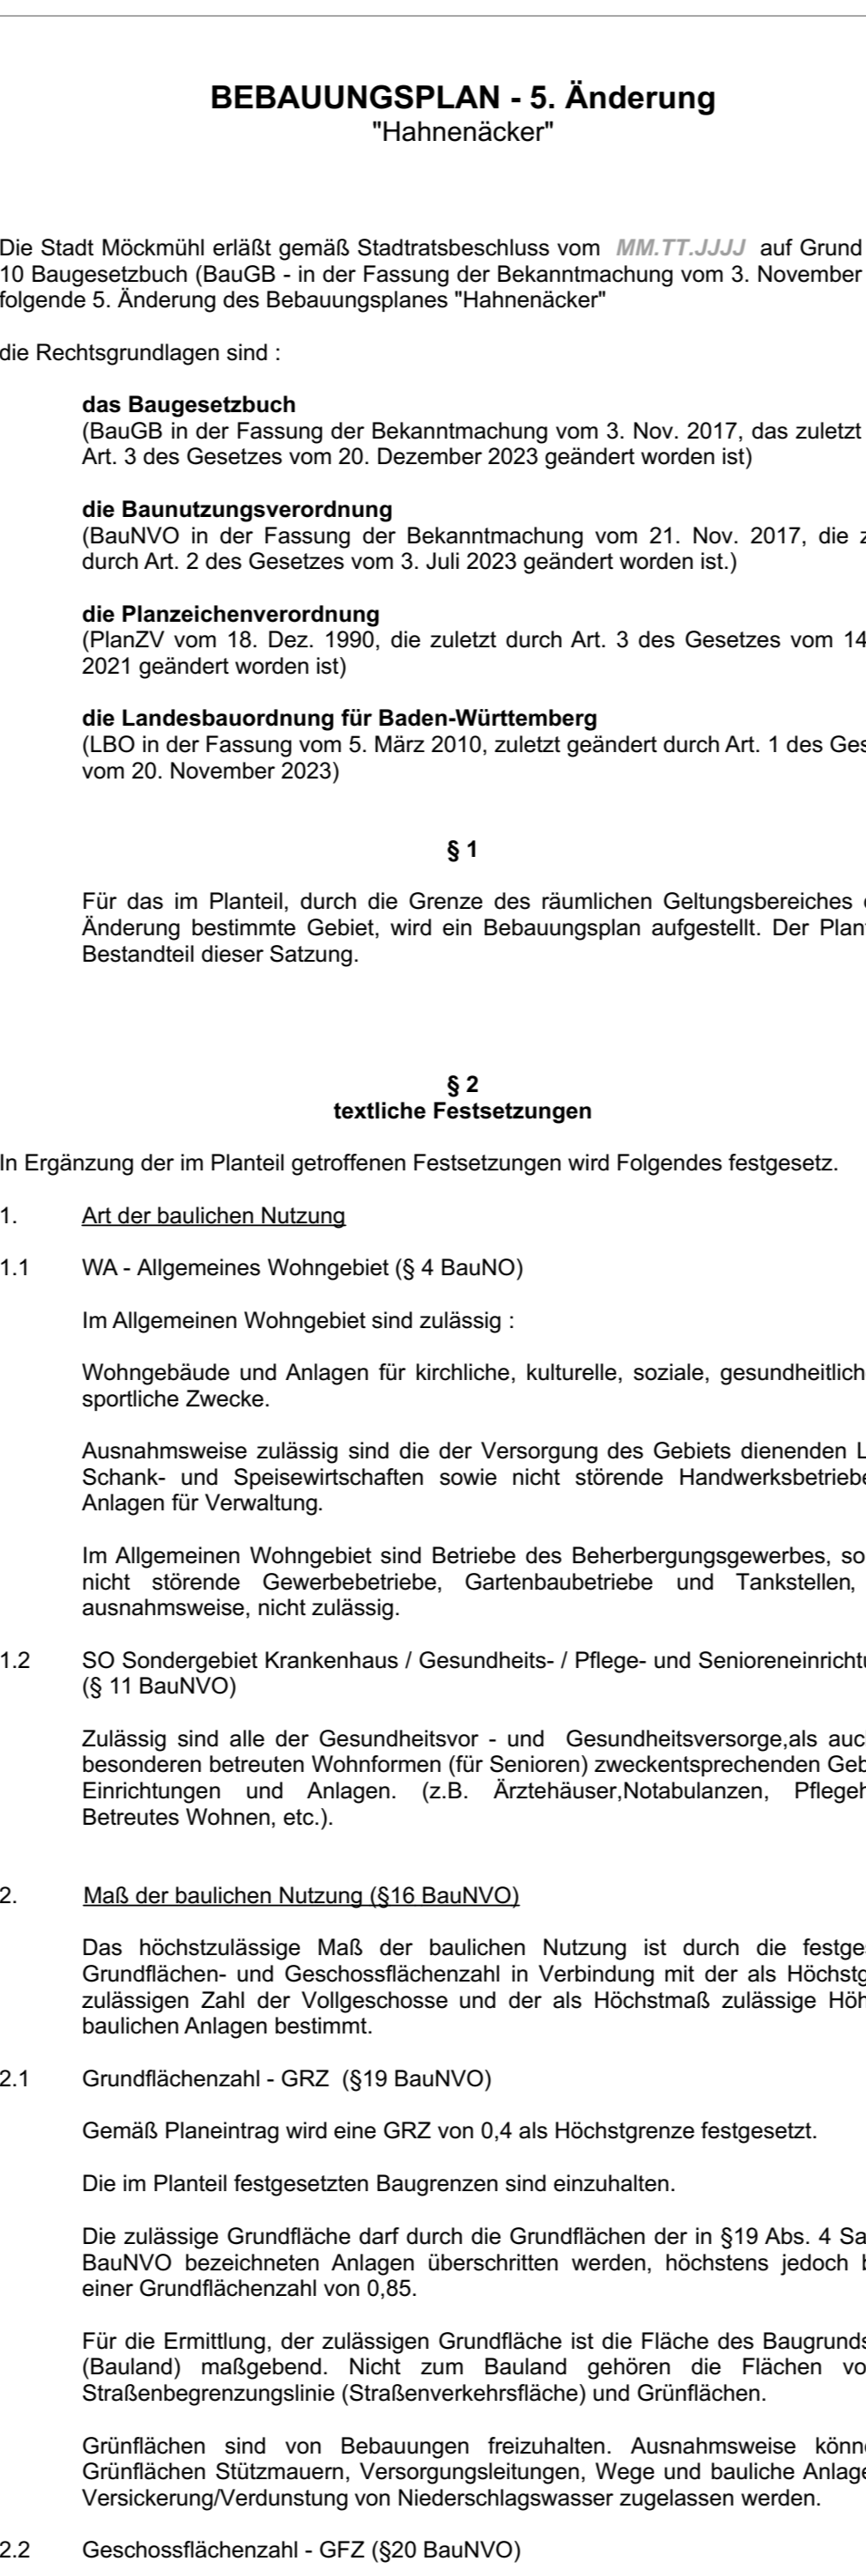 BEBAUUNGSPLAN - 5. Änderung
"Hahnenäcker"
Die Stadt Möckmühl erläßt gemäß Stadtratsbeschluss vom MM.TT.JJJJ auf Grund
10 Baugesetzbuch (BauGB - in der Fassung der Bekanntmachung vom 3. November
folgende 5. Änderung des Bebauungsplanes "Hahnenäcker"
die Rechtsgrundlagen sind :
das Baugesetzbuch
(BauGB in der Fassung der Bekanntmachung vom 3. Nov. 2017, das zuletzt
Art. 3 des Gesetzes vom 20. Dezember 2023 geändert worden ist)
die Baunutzungsverordnung
(BauNVO in der Fassung der Bekanntmachung vom 21. Nov. 2017, die
durch Art. 2 des Gesetzes vom 3. Juli 2023 geändert worden ist.)
die Planzeichenverordnung
(PlanZV vom 18. Dez. 1990, die zuletzt durch Art. 3 des Gesetzes vom 14
2021 geändert worden ist)
die Landesbauordnung für Baden-Württemberg
(LBO in der Fassung vom 5. März 2010, zuletzt geändert durch Art. 1 des
vom 20. November 2023)
§ 1
Für das im Planteil, durch die Grenze des räumlichen Geltungsbereiches
Änderung bestimmte Gebiet, wird ein Bebauungsplan aufgestellt. Der
Bestandteil dieser Satzung.
§ 2
textliche Festsetzungen
In Ergänzung der im Planteil getroffenen Festsetzungen wird Folgendes festgesetz.
1. Art der baulichen Nutzung
1.1 WA - Allgemeines Wohngebiet (§ 4 BauNO)
Im Allgemeinen Wohngebiet sind zulässig :
Wohngebäude und Anlagen für kirchliche, kulturelle, soziale, gesundheitlich
sportliche Zwecke.
Ausnahmsweise zulässig sind die der Versorgung des Gebiets dienenden
Schank- und Speisewirtschaften sowie nicht störende Handwerksbetriebe
Anlagen für Verwaltung.
Im Allgemeinen Wohngebiet sind Betriebe des Beherbergungsgewerbes, so
nicht störende Gewerbebetriebe, Gartenbaubetriebe und Tankstellen,
ausnahmsweise, nicht zulässig.
1.2 SO Sondergebiet Krankenhaus / Gesundheits- / Pflege- und Senioreneinricht
(§ 11 BauNVO)
Zulässig sind alle der Gesundheitsvor - und Gesundheitsversorge,als auc
besonderen betreuten Wohnformen (für Senioren) zweckentsprechenden Geb
Einrichtungen und Anlagen. (z.B. Ärztehäuser,Notabulanzen, Pflege
Betreutes Wohnen, etc.).
2. Maß der baulichen Nutzung (§16 BauNVO)
Das höchstzulässige Maß der baulichen Nutzung ist durch die festge
Grundflächen- und Geschossflächenzahl in Verbindung mit der als Höchstg
zulässigen Zahl der Vollgeschosse und der als Höchstmaß zulässige Höh
baulichen Anlagen bestimmt.
2.1 Grundflächenzahl - GRZ (§19 BauNVO)
Gemäß Planeintrag wird eine GRZ von 0,4 als Höchstgrenze festgesetzt.
Die im Planteil festgesetzten Baugrenzen sind einzuhalten.
Die zulässige Grundfläche darf durch die Grundflächen der in §19 Abs. 4 Sa
BauNVO bezeichneten Anlagen überschritten werden, höchstens jedoch
einer Grundflächenzahl von 0,85.
Für die Ermittlung, der zulässigen Grundfläche ist die Fläche des Baugrunds
(Bauland) maßgebend. Nicht zum Bauland gehören die Flächen vo
Straßenbegrenzungslinie (Straßenverkehrsfläche) und Grünflächen.
Grünflächen sind von Bebauungen freizuhalten. Ausnahmsweise könn
Grünflächen Stützmauern, Versorgungsleitungen, Wege und bauliche Anlage
Versickerung/Verdunstung von Niederschlagswasser zugelassen werden.
2.2 Geschossflächenzahl - GFZ (§20 BauNVO)